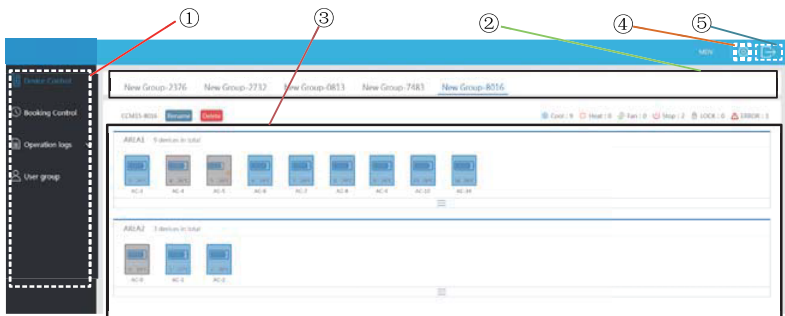 ① ③ ② ④ ⑤
MDV
Device Control
New Group-2376 New Group-2732 New Group-0813 New Group-7483 New Group-8016
Booking Control
CCM15-8016 Rename Delete Cool : 9 Heat : 0 Fan : 0 Stop : 2 LOCK : 0 ERROR : 1
Operation logs
AREA1 9 devices in total
User group
AC-3 AC-4 AC-5 AC-6 AC-7 AC-8 AC-9 AC-10 AC-34
AREA2 3 devices in total
AC-0 AC-1 AC-2